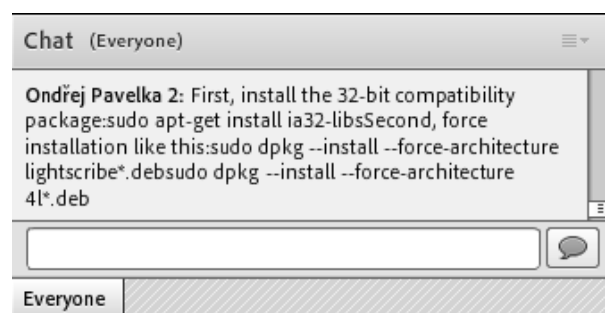 Chat (Everyone)
Ondřej Pavelka 2: First, install the 32-bit compatibility
package:sudo apt-get install ia32-libsSecond, force
installation like this:sudo dpkg --install --force-architecture
lightscribe*.debsudo dpkg --install --force-architecture
4l*.deb
Everyone